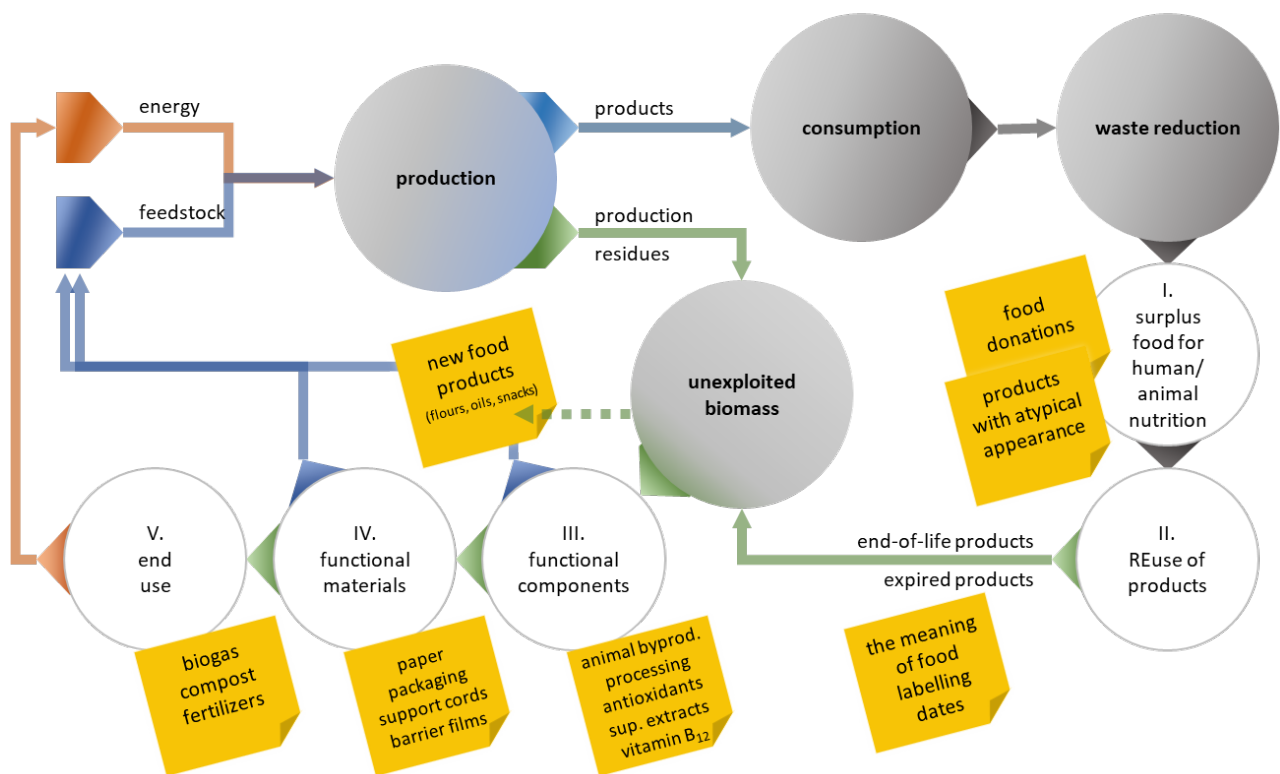 energy
feedstock
production
products
production
residues
consumption
waste reduction
I.
surplus
food for
human/
animal
nutrition
food
donations
products
with atypical
appearance
new food
products
(flours, oils, snacks)
unexploited
biomass
V.
end
use
IV.
functional
materials
III.
functional
components
end-of-life products
expired products
II.
REuse of
products
biogas
compost
fertilizers
paper
packaging
support cords
barrier films
animal byprod.
processing
antioxidants
sup. extracts
vitamin B₁₂
the meaning
of food
labelling
dates